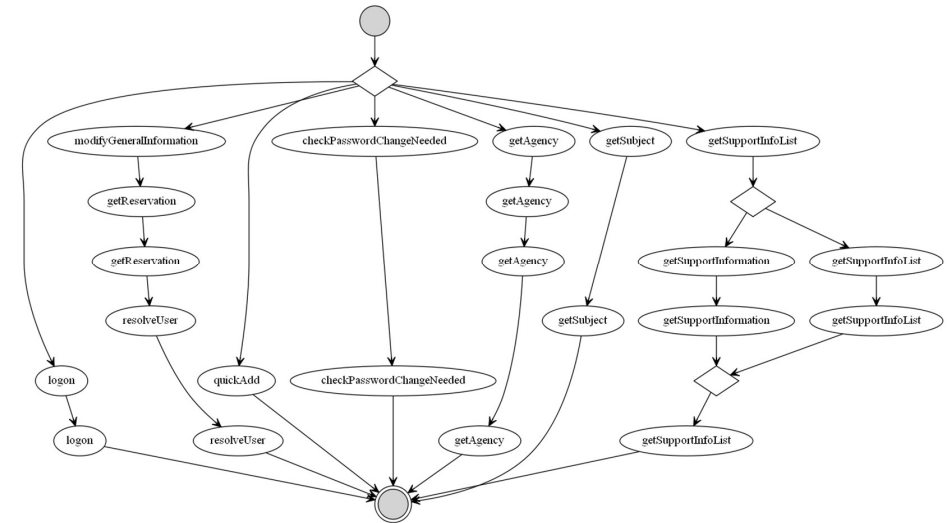 modifyGeneralInformation
checkPasswordChangeNeeded
getAgency
getSubject
getSupportInfoList
getReservation
getAgency
getReservation
getAgency
getSupportInformation
getSupportInfoList
resolveUser
getSubject
getSupportInformation
getSupportInfoList
logon
quickAdd
checkPasswordChangeNeeded
logon
resolveUser
getAgency
getSupportInfoList